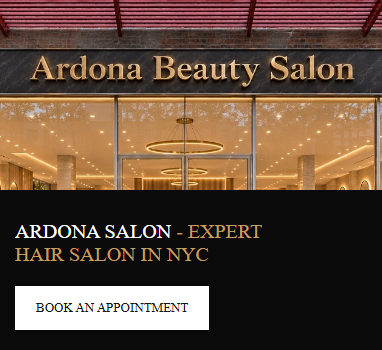 Ardona Beauty Salon
ARDONA SALON - EXPERT
HAIR SALON IN NYC
BOOK AN APPOINTMENT